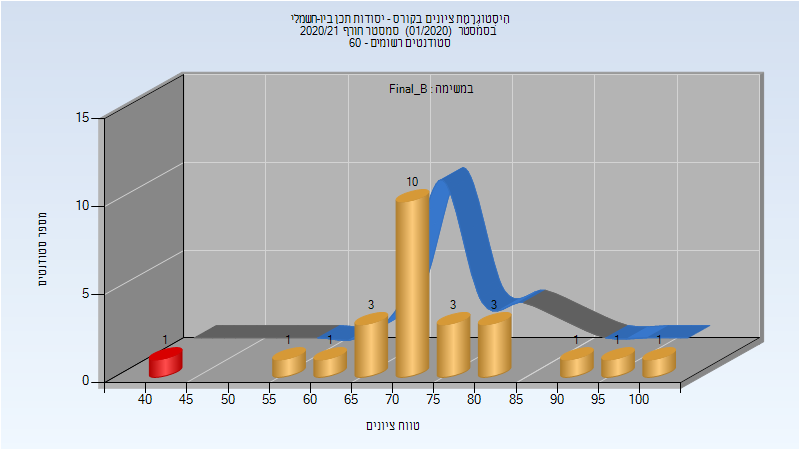 היסטוגרמת ציונים בקורס - יסודות תכן ביו-חשמלי
בסמסטר (01/2020) סמסטר חורף 2020/21
סטודנטים רשומים - 60
במשימה : Final_B
מספר סטודנטים
15
10
5
0
1
1
1
3
10
3
3
1
1
1
40 45 50 55 60 65 70 75 80 85 90 95 100
טווח ציונים